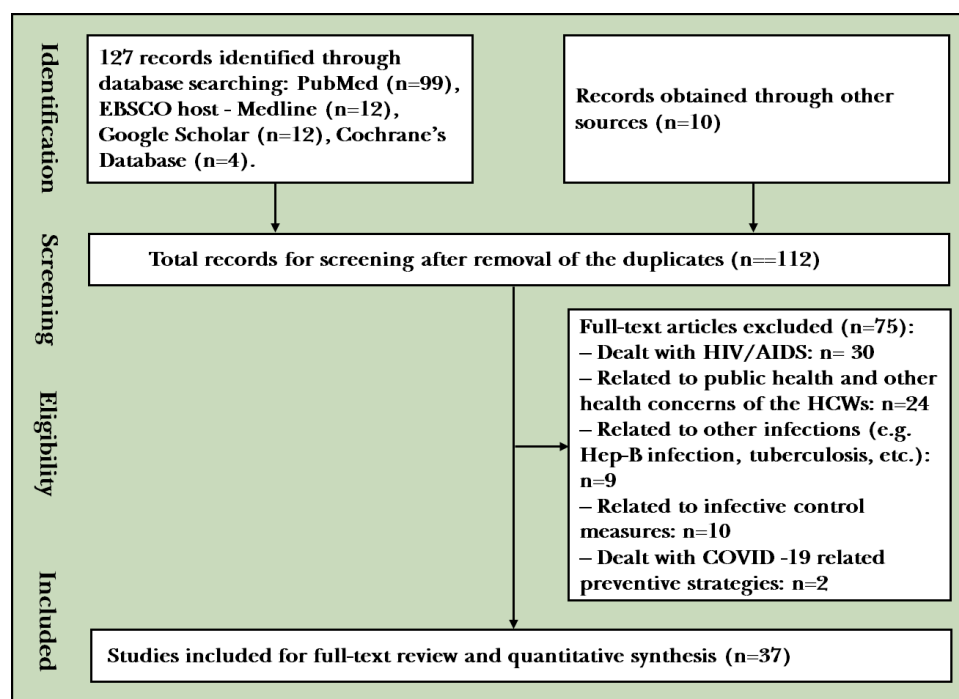 Identification
127 records identified through
database searching: PubMed (n=99),
EBSCO host - Medline (n=12),
Google Scholar (n=12), Cochrane's
Database (n=4).
Records obtained through other
sources (n=10)
Screening
Total records for screening after removal of the duplicates (n==112)
Eligibility
Full-text articles excluded (n=75):
– Dealt with HIV/AIDS: n= 30
– Related to public health and other
health concerns of the HCWs: n=24
– Related to other infections (e.g.
Hep-B infection, tuberculosis, etc.):
n=9
– Related to infective control
measures: n=10
– Dealt with COVID -19 related
preventive strategies: n=2
Included
Studies included for full-text review and quantitative synthesis (n=37)